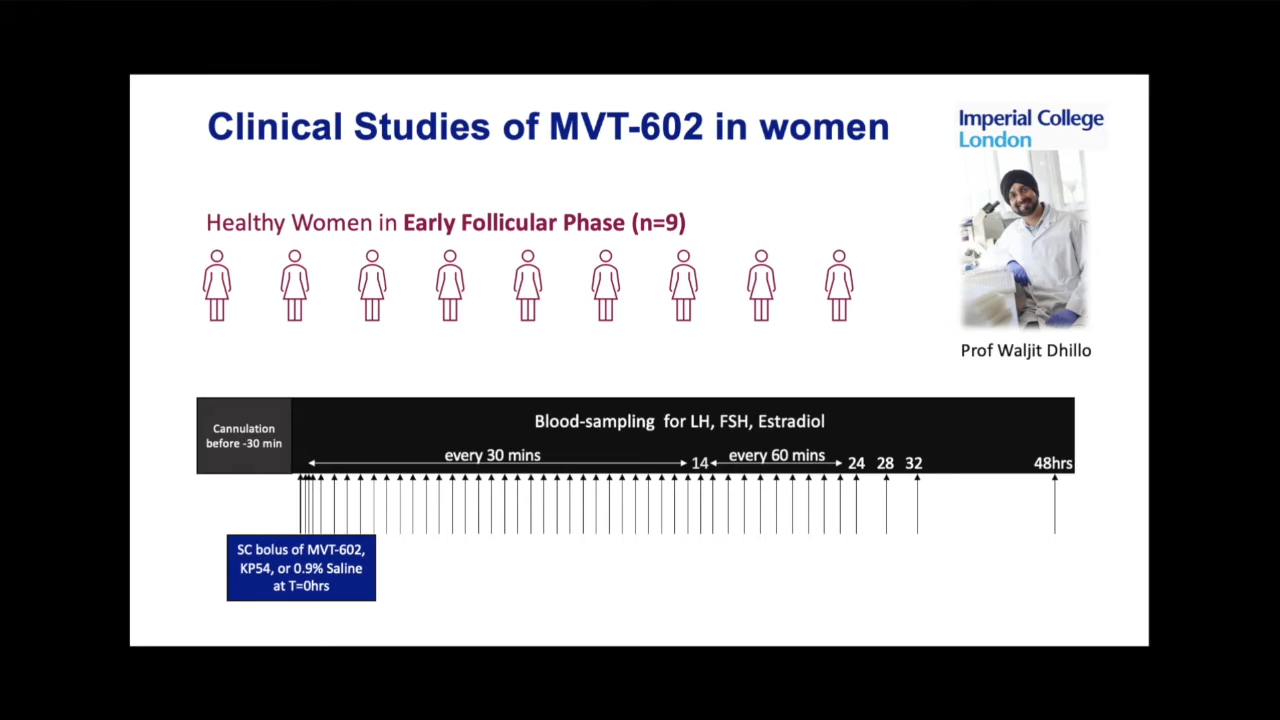 Clinical Studies of MVT-602 in women
Imperial College
London
Healthy Women in Early Follicular Phase (n=9)
Prof Waljit Dhillo
Cannulation
before -30 min
Blood-sampling for LH, FSH, Estradiol
every 30 mins
14
every 60 mins
24 28 32
48hrs
SC bolus of MVT-602,
KP54, or 0.9% Saline
at T=0hrs